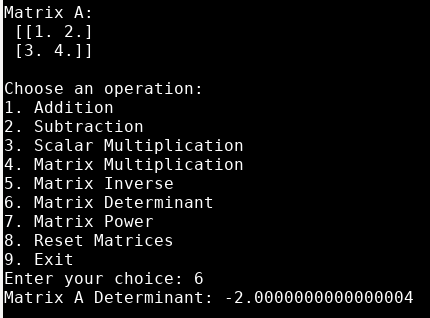 Matrix A:
[[1. 2.]
[3. 4.]]
Choose an operation:
1. Addition
2. Subtraction
3. Scalar Multiplication
4. Matrix Multiplication
5. Matrix Inverse
6. Matrix Determinant
7. Matrix Power
8. Reset Matrices
9. Exit
Enter your choice: 6
Matrix A Determinant: -2.0000000000000004